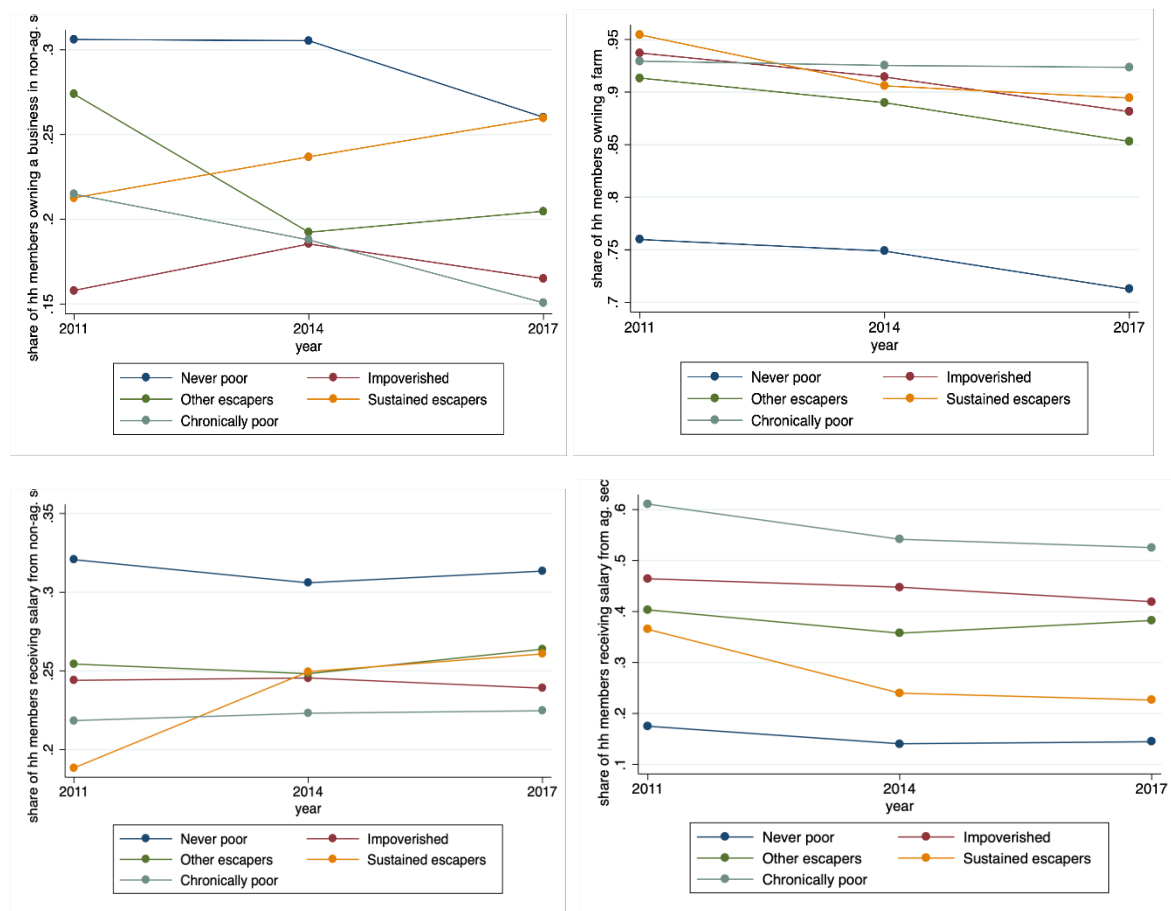 share of hh members owning a business in non-ag. s
.3
.25
.2
.15
2011 2014 2017
year
Never poor Impoverished
Other escapers Sustained escapers
Chronically poor
share of hh members owning a farm
.95
.9
.85
.8
.75
.7
2011 2014 2017
year
Never poor Impoverished
Other escapers Sustained escapers
Chronically poor
share of hh members receiving salary from non-ag. se
.35
.3
.25
.2
2011 2014 2017
year
Never poor Impoverished
Other escapers Sustained escapers
Chronically poor
share of hh members receiving salary from ag. sec
.6
.5
.4
.3
.2
.1
2011 2014 2017
year
Never poor Impoverished
Other escapers Sustained escapers
Chronically poor